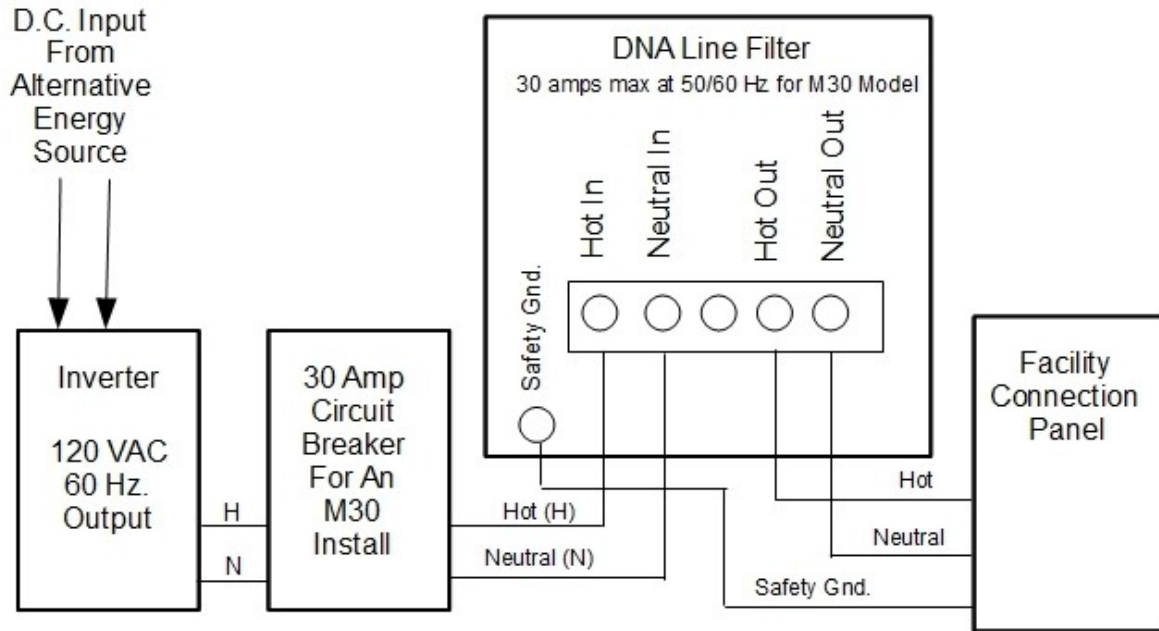 D.C. Input
From
Alternative
Energy
Source
DNA Line Filter
30 amps max at 50/60 Hz for M30 Model
Hot In
Neutral In
Hot Out
Neutral Out
Safety Gnd.
Inverter
120 VAC
60 Hz.
Output
H
N
30 Amp
Circuit
Breaker
For An
M30
Install
Hot (H)
Neutral (N)
Hot
Neutral
Safety Gnd.
Facility
Connection
Panel